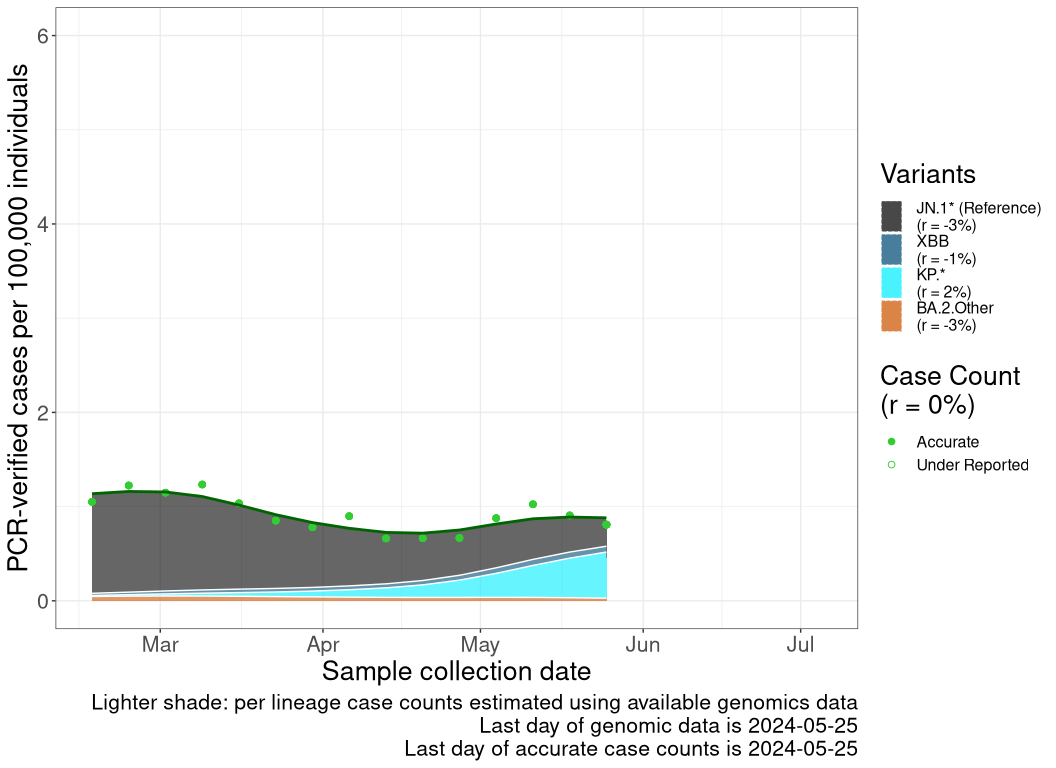 PCR-verified cases per 100,000 individuals
6
4
2
0
Mar
Apr
May
Jun
Jul
Sample collection date
Lighter shade: per lineage case counts estimated using available genomics data
Last day of genomic data is 2024-05-25
Last day of accurate case counts is 2024-05-25
Variants
JN.1* (Reference)
(r = -3%)
XBB
(r = -1%)
KP.*
(r = 2%)
BA.2.Other
(r = -3%)
Case Count
(r = 0%)
Accurate
Under Reported